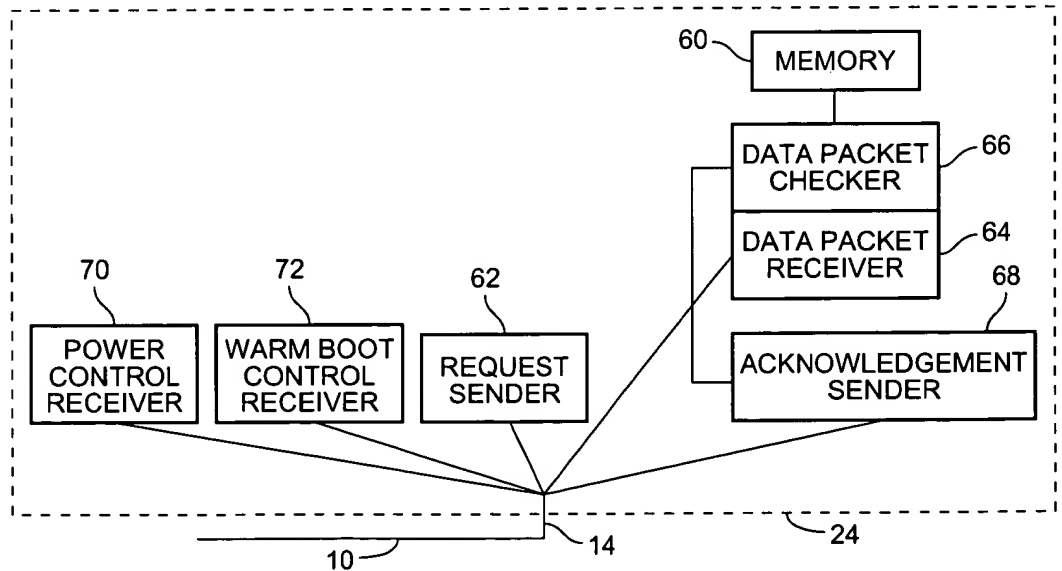 60
MEMORY
DATA PACKET
CHECKER
66
DATA PACKET
RECEIVER
64
70
POWER
CONTROL
RECEIVER
72
WARM BOOT
CONTROL
RECEIVER
62
REQUEST
SENDER
68
ACKNOWLEDGEMENT
SENDER
10
14
24